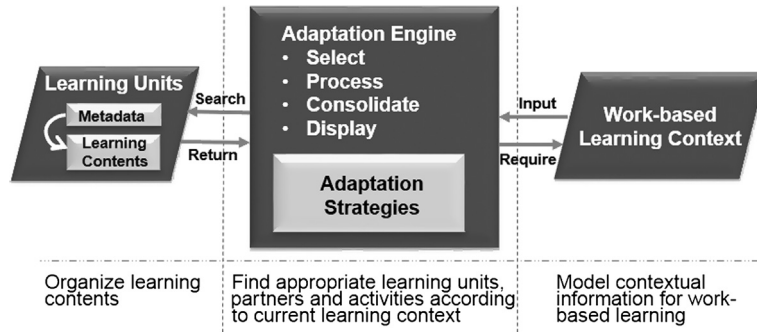 Learning Units
Metadata
Learning
Contents
Search
Return
Adaptation Engine
• Select
• Process
• Consolidate
• Display
Adaptation
Strategies
Input
Require
Work-based
Learning Context
Organize learning
contents
Find appropriate learning units,
partners and activities according
to current learning context
Model contextual
information for work-
based learning